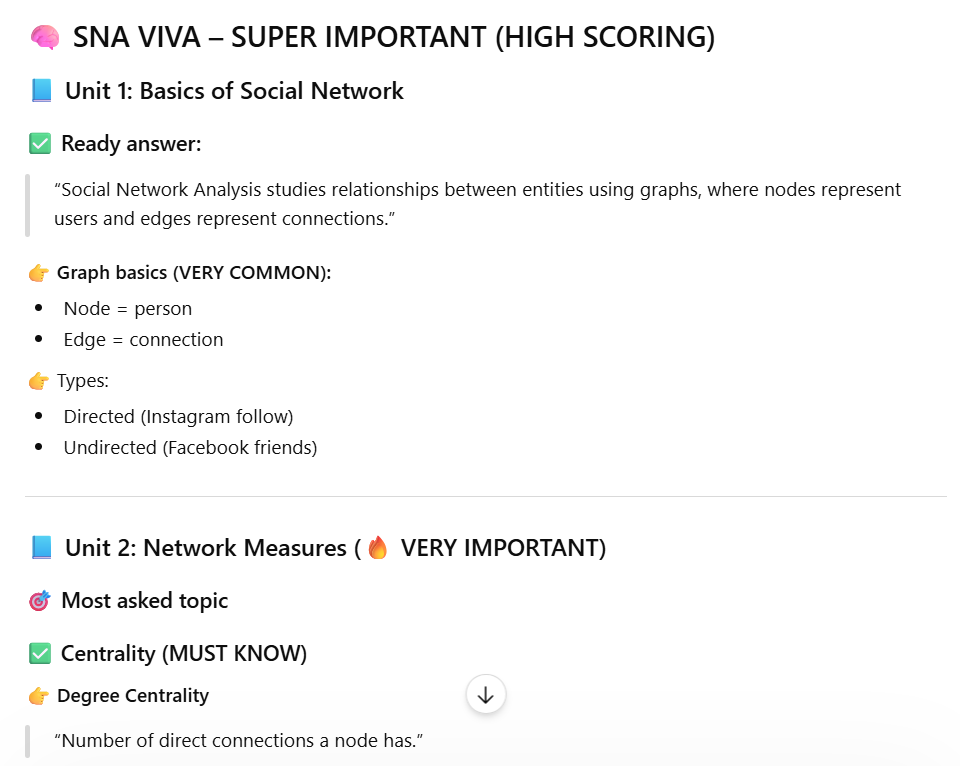 🧠 SNA VIVA – SUPER IMPORTANT (HIGH SCORING)
📘 Unit 1: Basics of Social Network
✅ Ready answer:
“Social Network Analysis studies relationships between entities using graphs, where nodes represent
users and edges represent connections.”
👉 Graph basics (VERY COMMON):
• Node = person
• Edge = connection
👉 Types:
• Directed (Instagram follow)
• Undirected (Facebook friends)
📘 Unit 2: Network Measures (🔥 VERY IMPORTANT)
🎯 Most asked topic
✅ Centrality (MUST KNOW)
👉 Degree Centrality
“Number of direct connections a node has.”